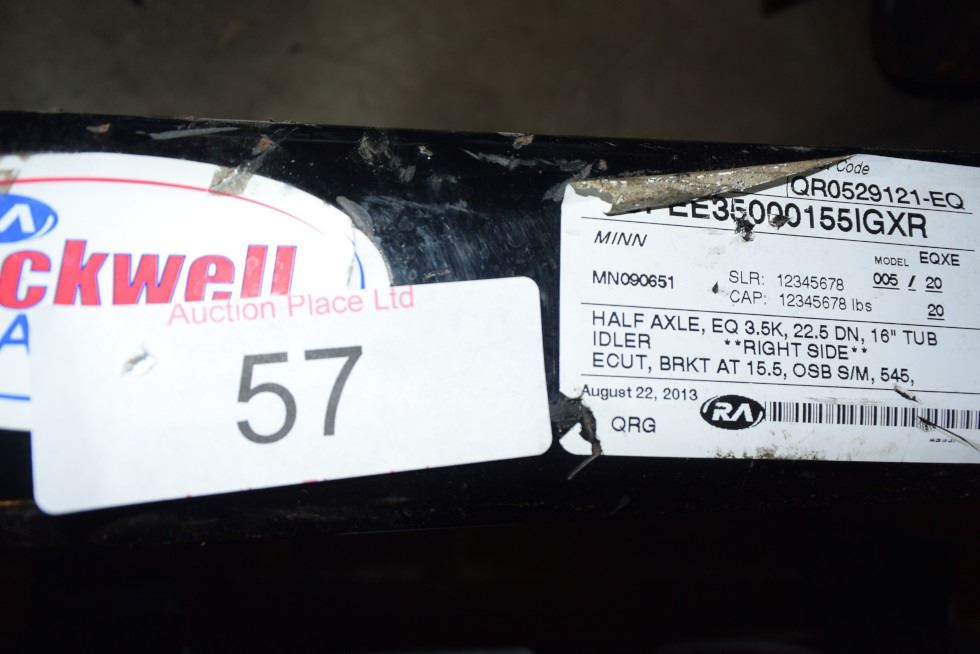 A
ckwell
A
Auction Place Ltd
57
Code
QR0529121-EQ
EE35000155IGXR
MINN
MODEL EQXE
MN090651 SLR: 12345678 005 / 20
CAP: 12345678 lbs 20
HALF AXLE, EQ 3.5K, 22.5 DN, 16" TUB
IDLER **RIGHT SIDE**
ECUT, BRKT AT 15.5, OSB S/M, 545,
August 22, 2013
QRG
RA